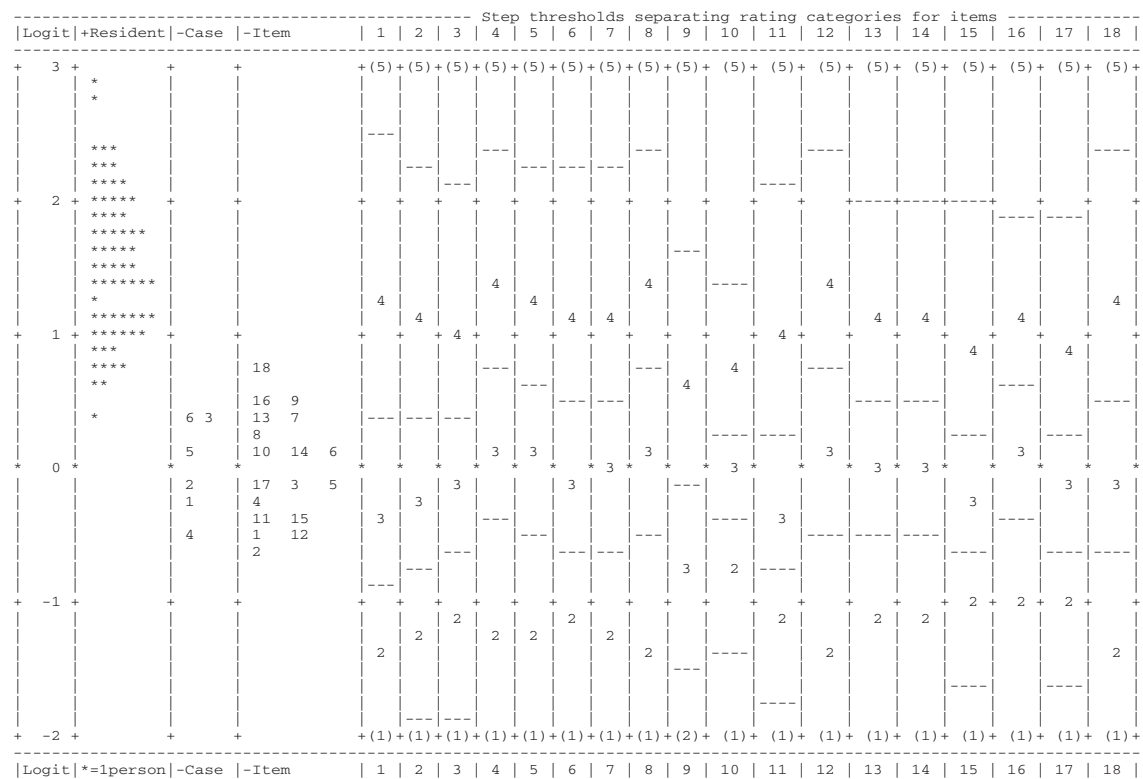 Step thresholds separating rating categories for items
|Logit|+Resident|-Case |-Item | 1 | 2 | 3 | 4 | 5 | 6 | 7 | 8 | 9 | 10 | 11 | 12 | 13 | 14 | 15 | 16 | 17 | 18 |
+ 3 + + + +(5)+(5)+(5)+(5)+(5)+(5)+(5)+(5)+(5)+ (5)+ (5)+ (5)+ (5)+ (5)+ (5)+ (5)+ (5)+ (5)+
*
*
---
*** --- --- ---- ----
*** --- --- --- ---
**** --- ----
+ 2 + ***** + + + + + + + + + + + + + + + +----+----+----+ + + +
**** ---- ----
******
***** ---
*****
******* 4 4 ---- 4
* 4 4 4
******* 4 4 4 4 4 4
+ 1 + ****** + + + + + 4 + + + + + + + + 4 + + + + + + + +
*** 4 4
**** 18 --- --- 4 ----
** --- 4 ----
16 9 --- --- ---- ---- ----
* 6 3 13 7 --- --- ---
8 ---- ---- ---- ----
5 10 14 6 3 3 3 3 3
* 0 * * * * * * * * * * 3 * * * 3 * * * 3 * 3 * * * * *
2 17 3 5 3 3 --- 3 3
1 4 3 3
11 15 3 --- ---- 3 ----
4 1 12 --- --- ---- ---- ----
2 --- --- --- ---- ---- ----
--- 3 2 ----
---
+ -1 + + + + + + + + + + + + + + + + + + 2 + 2 + 2 + +
2 2 2 2 2
2 2 2 2
2 2 ---- 2 2
---
---- ----
----
--- ---
+ -2 + + + +(1)+(1)+(1)+(1)+(1)+(1)+(1)+(1)+(2)+ (1)+ (1)+ (1)+ (1)+ (1)+ (1)+ (1)+ (1)+ (1)+
|Logit|*=1person|-Case |-Item | 1 | 2 | 3 | 4 | 5 | 6 | 7 | 8 | 9 | 10 | 11 | 12 | 13 | 14 | 15 | 16 | 17 | 18 |